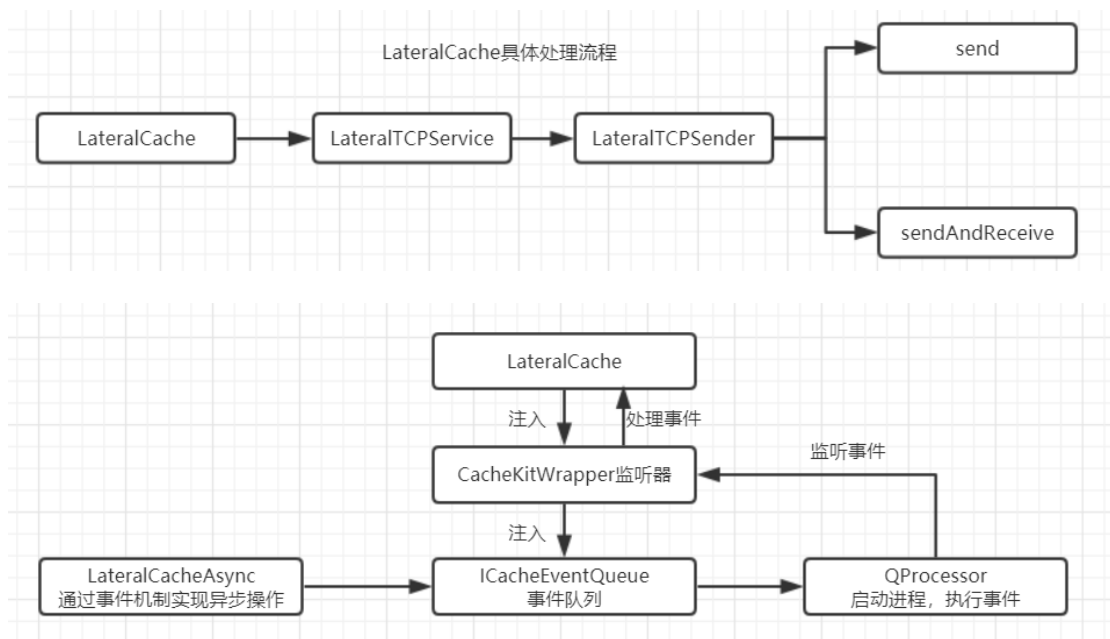 LateralCache具体处理流程
send
LateralCache
LateralTCPService
LateralTCPSender
sendAndReceive
LateralCache
注入
处理事件
监听事件
CacheKitWrapper监听器
注入
LateralCacheAsync
通过事件机制实现异步操作
ICacheEventQueue
事件队列
QProcessor
启动进程，执行事件